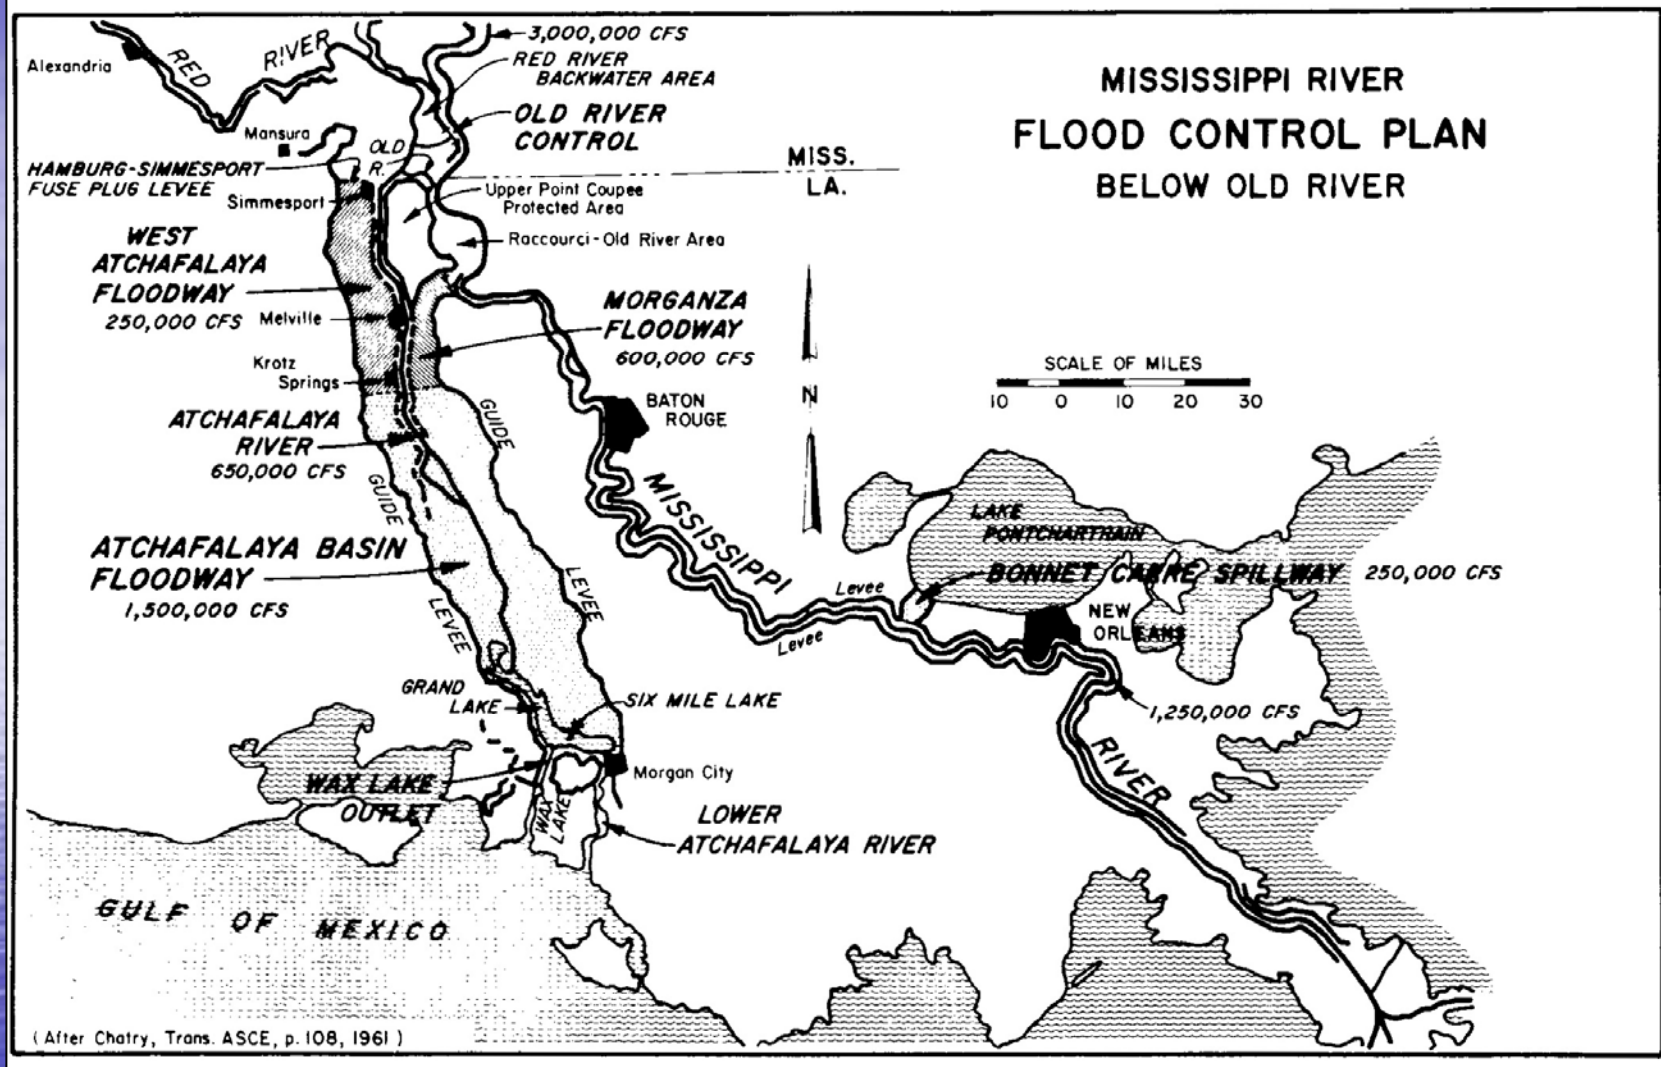 MISSISSIPPI RIVER
FLOOD CONTROL PLAN
BELOW OLD RIVER
3,000,000 CFS
RED RIVER
BACKWATER AREA
Alexandria
RED RIVER
OLD RIVER
CONTROL
Mansura
OLD
R.
MISS.
LA.
HAMBURG-SIMMESPORT
FUSE PLUG LEVEE
Simmesport
Upper Point Coupee
Protected Area
Raccourci-Old River Area
WEST
ATCHAFALAYA
FLOODWAY
250,000 CFS
Melville
MORGANZA
FLOODWAY
600,000 CFS
Krotz
Springs
SCALE OF MILES
10 0 10 20 30
N
BATON
ROUGE
ATCHAFALAYA
RIVER
650,000 CFS
GUIDE
LEVEE
GUIDE
LEVEE
MISSISSIPPI
RIVER
LAKE
PONTCHARTRAIN
ATCHAFALAYA BASIN
FLOODWAY
1,500,000 CFS
BONNET CARRE SPILLWAY 250,000 CFS
Levee
Levee
NEW
ORLEANS
1,250,000 CFS
GRAND
LAKE
SIX MILE LAKE
Morgan City
WAX LAKE
OUTLET
WAX
LAKE
LOWER
ATCHAFALAYA RIVER
GULF OF MEXICO
(After Chatry, Trans. ASCE, p. 108, 1961)